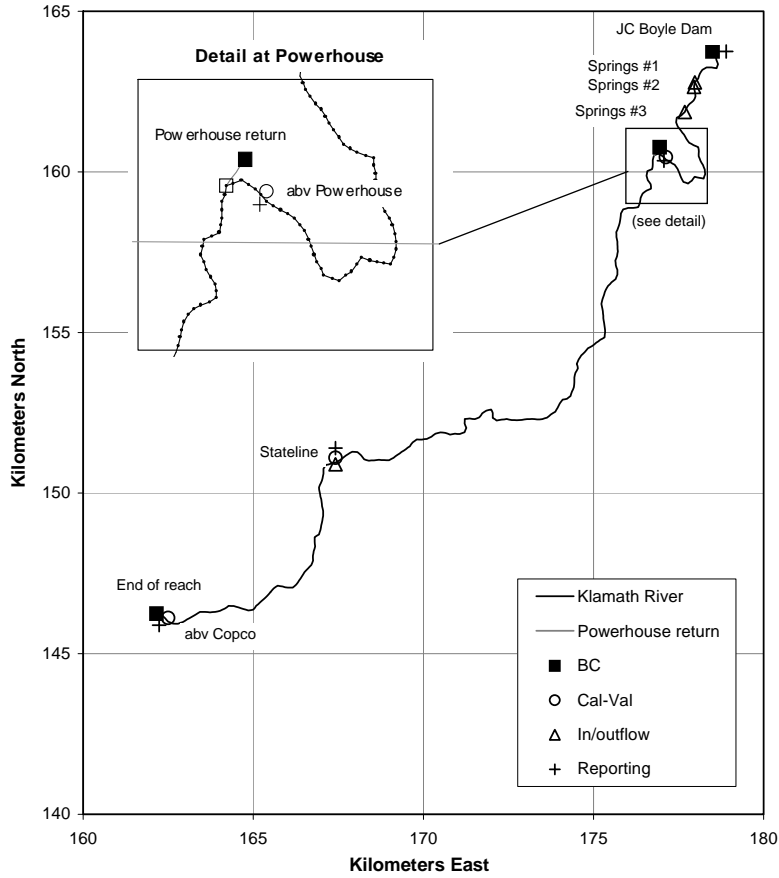 165
JC Boyle Dam
Detail at Powerhouse
Springs #1
Springs #2
Springs #3
Powerhouse return
160
abv Powerhouse
(see detail)
155
Kilometers North
Stateline
150
End of reach
abv Copco
Klamath River
Powerhouse return
BC
Cal-Val
In/outflow
Reporting
145
140
160 165 170 175 180
Kilometers East